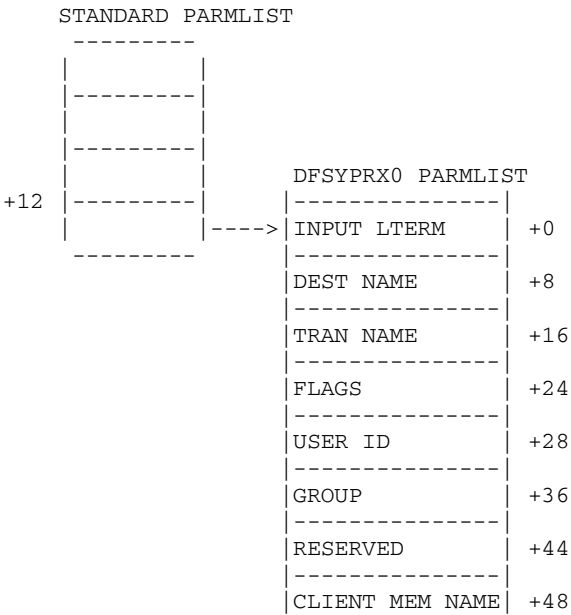 STANDARD PARMLIST
DFSYPRX0 PARMLIST
+12
---->
INPUT LTERM +0
DEST NAME +8
TRAN NAME +16
FLAGS +24
USER ID +28
GROUP +36
RESERVED +44
CLIENT MEM NAME +48